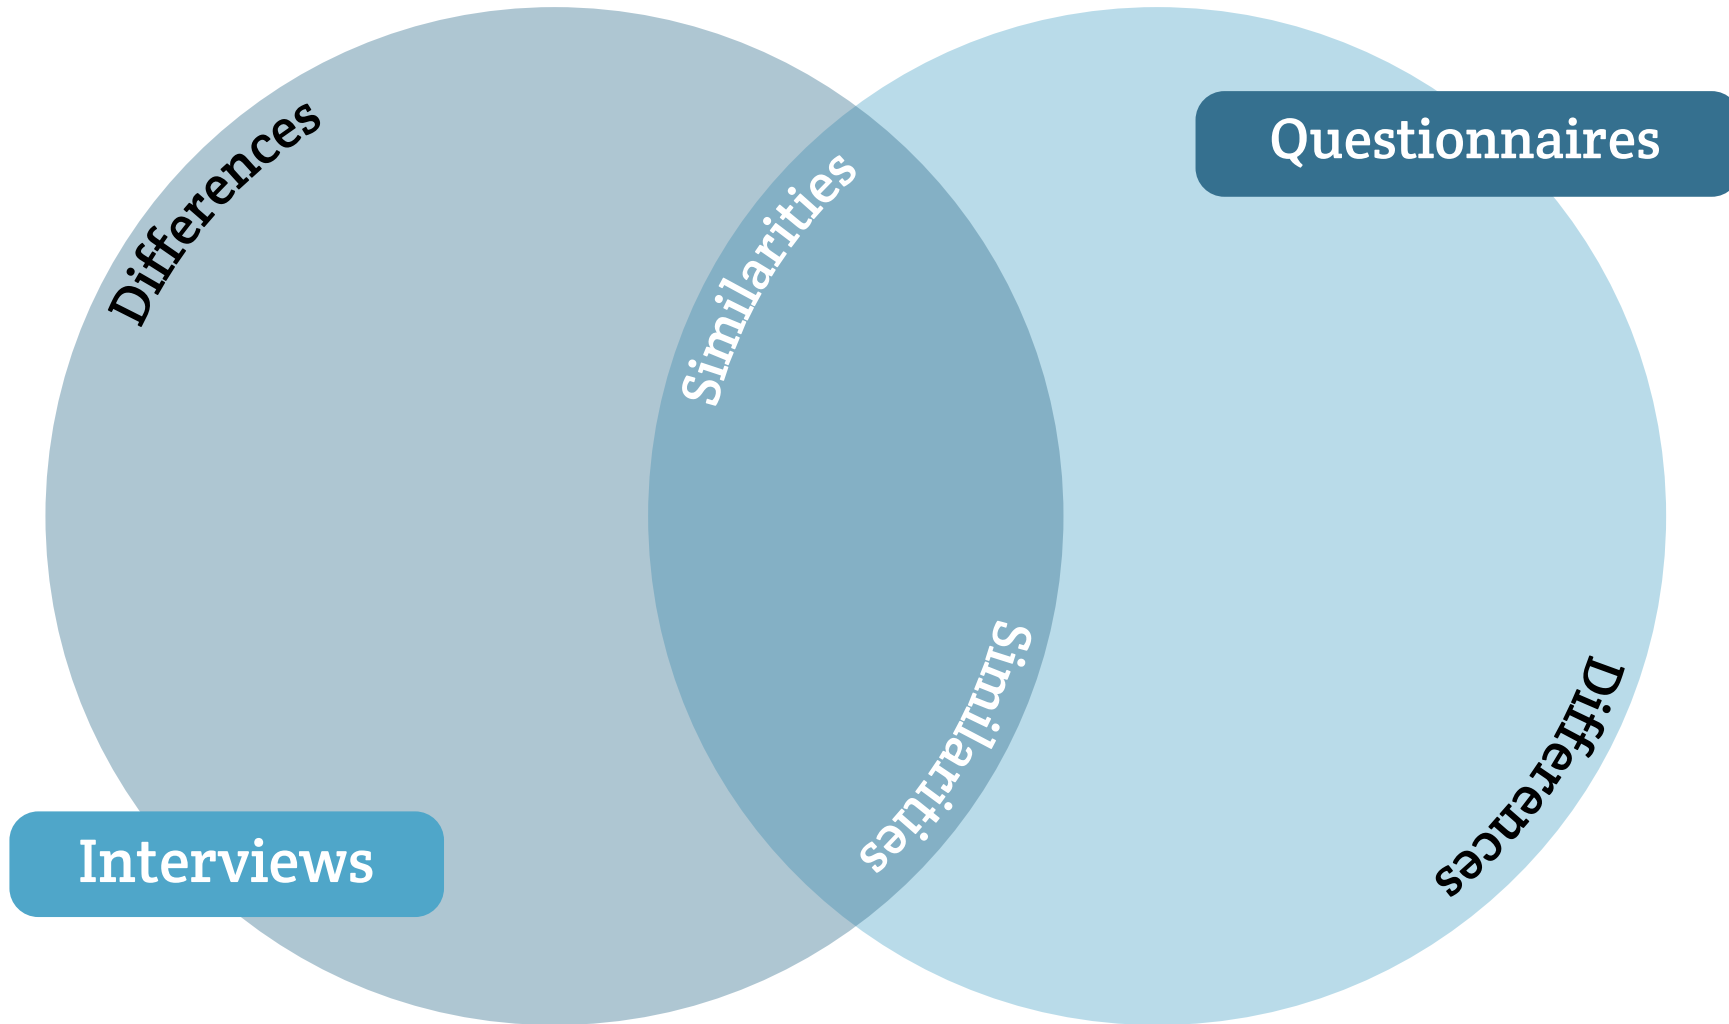 Differences
Similarities
Questionnaires
Similarities
Differences
Interviews